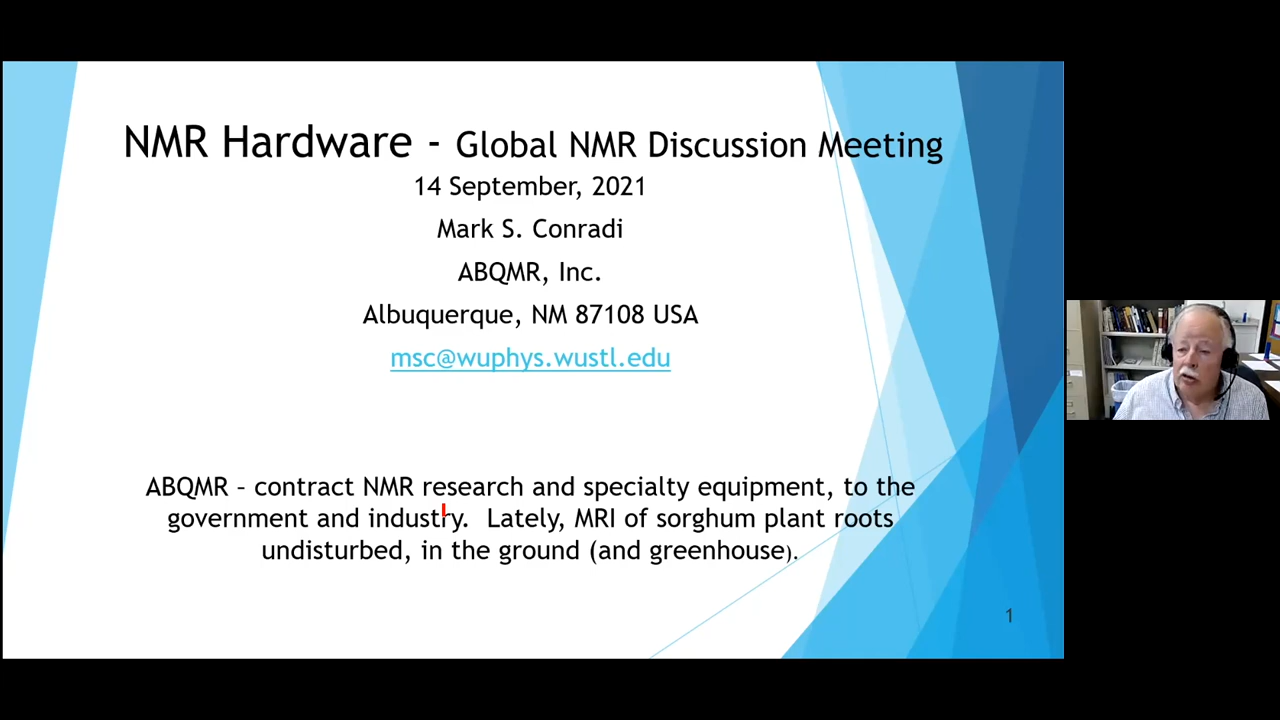 NMR Hardware - Global NMR Discussion Meeting
14 September, 2021
Mark S. Conradi
ABQMR, Inc.
Albuquerque, NM 87108 USA
msc@wuphys.wustl.edu
ABQMR – contract NMR research and specialty equipment, to the
government and industry.  Lately, MRI of sorghum plant roots
undisturbed, in the ground (and greenhouse).
1